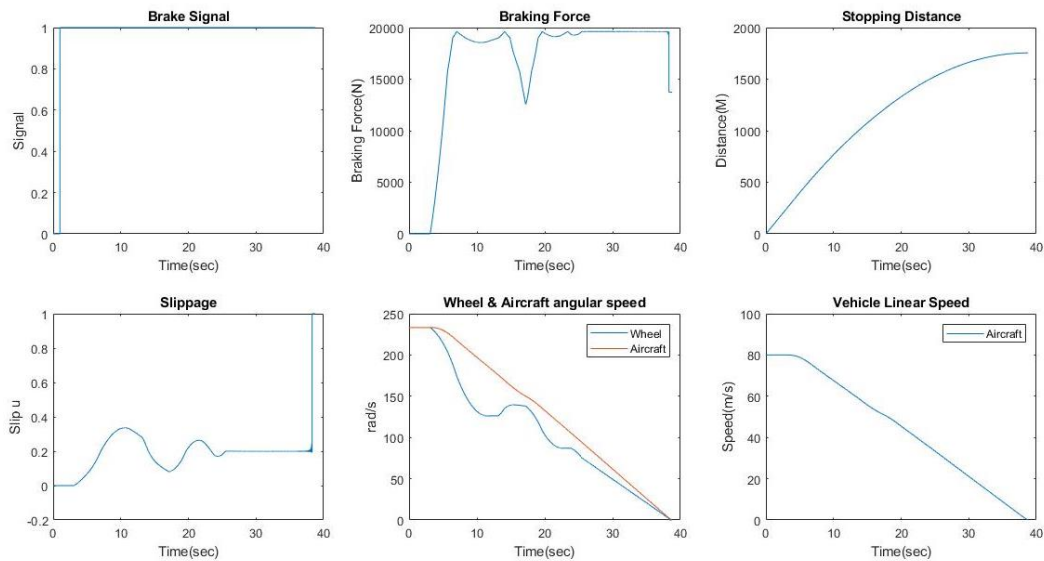 Brake Signal
Signal
1
0.8
0.6
0.4
0.2
0
0 10 20 30 40
Time(sec)
Braking Force
Braking Force(N)
20000
15000
10000
5000
0
0 10 20 30 40
Time(sec)
Stopping Distance
Distance(M)
2000
1500
1000
500
0
0 10 20 30 40
Time(sec)
Slippage
Slip u
1
0.8
0.6
0.4
0.2
0
-0.2
0 10 20 30 40
Time(sec)
Wheel & Aircraft angular speed
rad/s
250
200
150
100
50
0
Wheel
Aircraft
0 10 20 30 40
Time(sec)
Vehicle Linear Speed
Speed(m/s)
100
80
60
40
20
0
Aircraft
0 10 20 30 40
Time(sec)